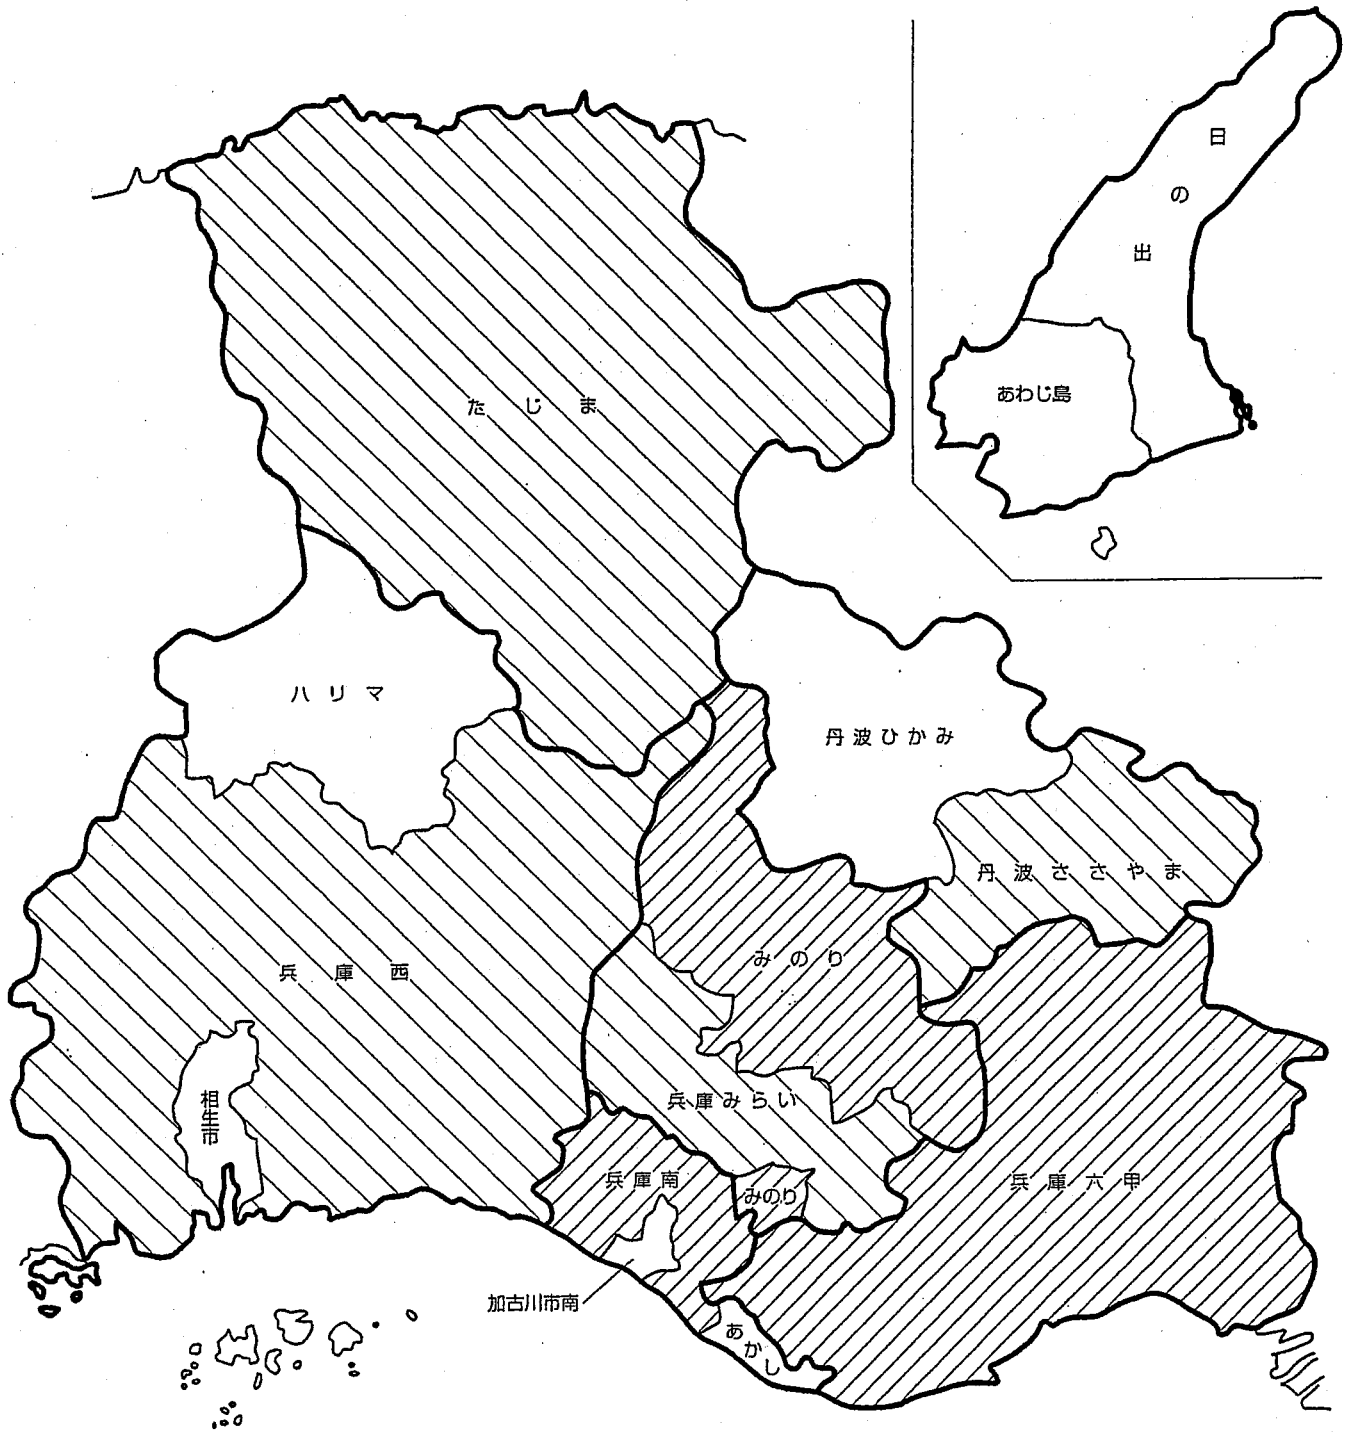 日の出
あわじ島
たじま
ハリマ
丹波ひかみ
丹波ささやま
みのり
兵庫西
相生市
兵庫みらい
兵庫南
みのり
兵庫六甲
加古川市南
あかし